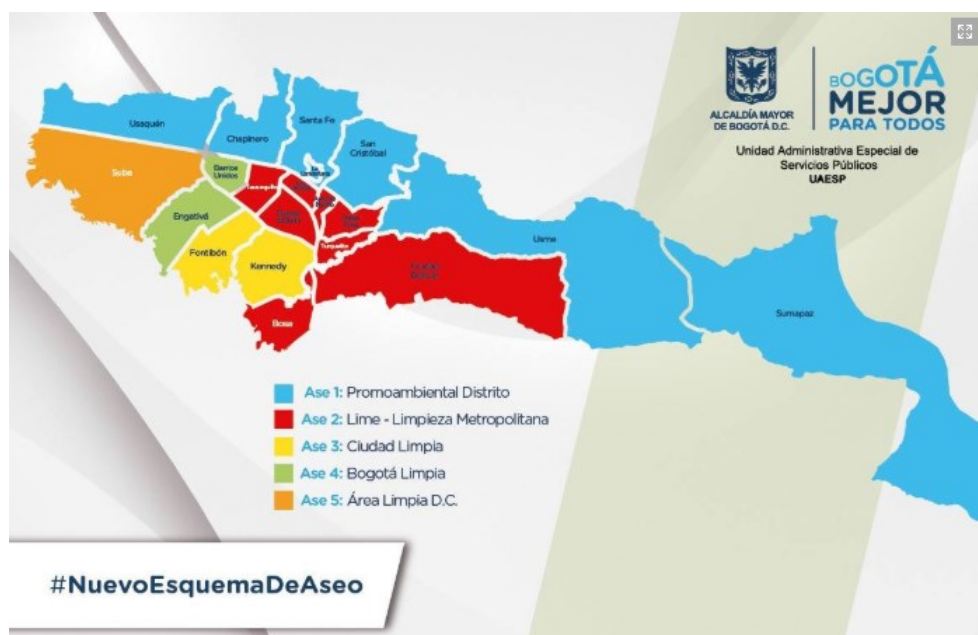 BOGOTÁ
MEJOR
PARA TODOS
ALCALDÍA MAYOR
DE BOGOTÁ D.C.
Unidad Administrativa Especial de
Servicios Públicos
UAESP
Usaquén
Chapinero
Santa Fe
San
Cristóbal
Suba
Barrios
Unidos
Engativá
Fontibón
Kennedy
Bosa
Usme
Sumapaz
Ase 1: Promoambiental Distrito
Ase 2: Lime - Limpieza Metropolitana
Ase 3: Ciudad Limpia
Ase 4: Bogotá Limpia
Ase 5: Área Limpia D.C.
#NuevoEsquemaDeAseo